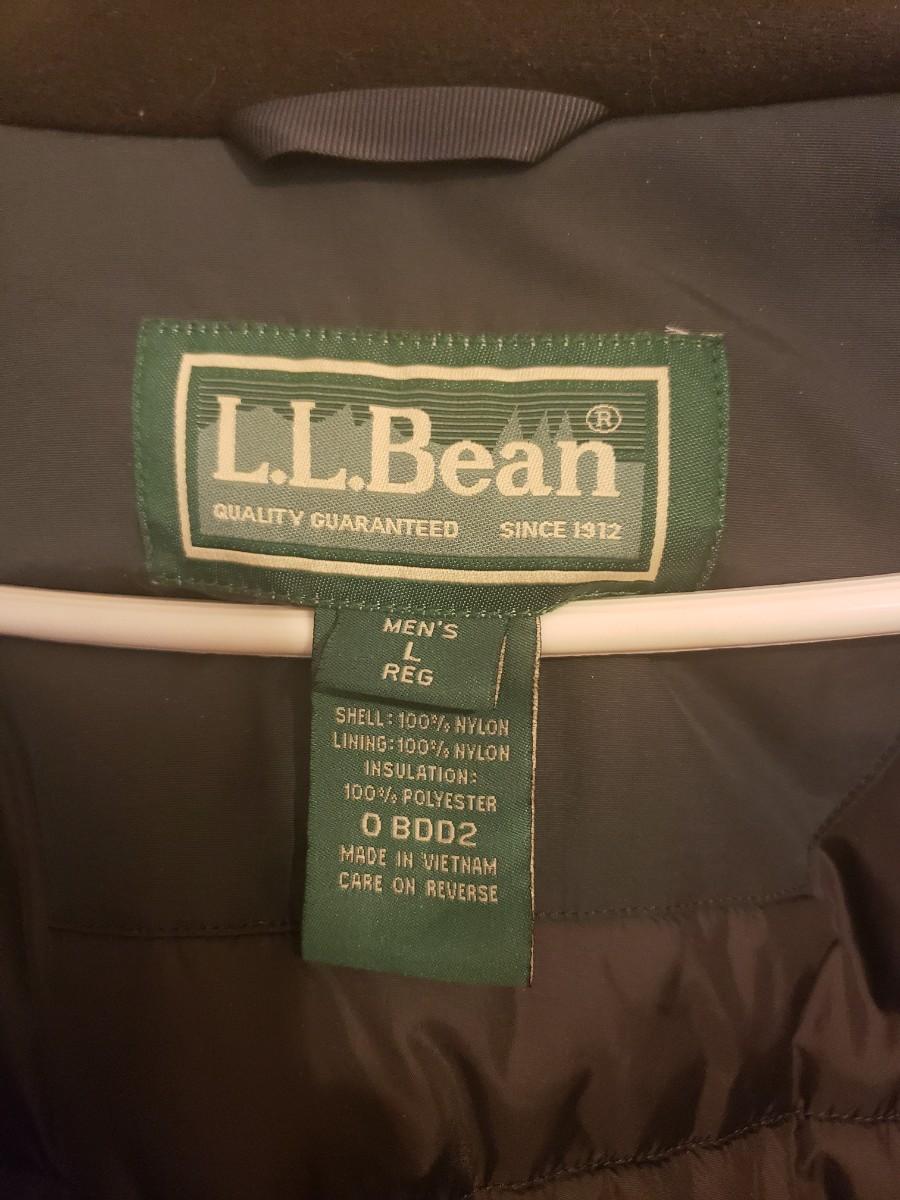 L.L.Bean®
QUALITY GUARANTEED SINCE 1912
MEN'S
L
REG
SHELL: 100% NYLON
LINING: 100% NYLON
INSULATION:
100% POLYESTER
0 BDD2
MADE IN VIETNAM
CARE ON REVERSE